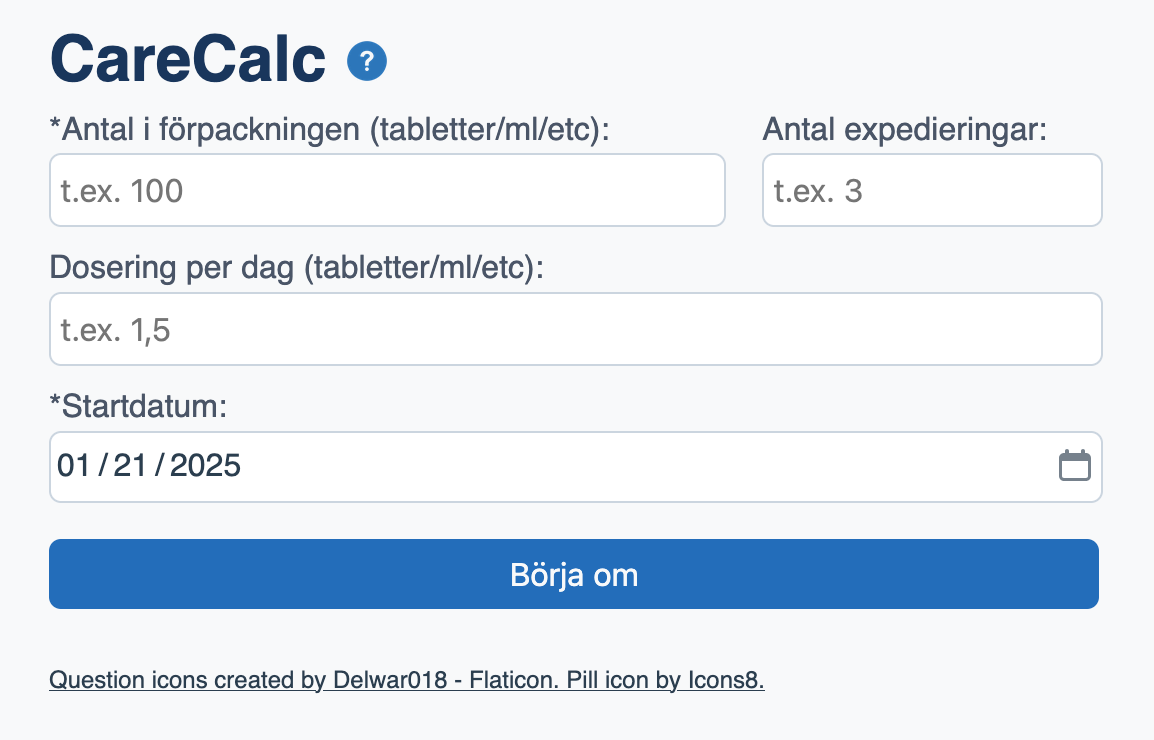 CareCalc ?
*Antal i förpackningen (tabletter/ml/etc): Antal expedieringar:
t.ex. 100 t.ex. 3
Dosering per dag (tabletter/ml/etc):
t.ex. 1,5
*Startdatum:
01/21/2025
Börja om
Question icons created by Delwar018 - Flaticon. Pill icon by Icons8.